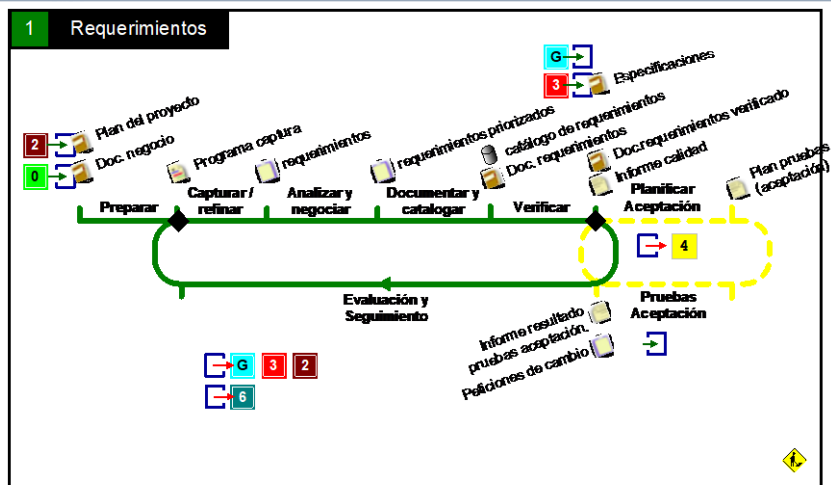 1 Requerimientos
G
3 Especificaciones
2 Plan del proyecto
0 Doc. negocio
Programa captura
requerimientos
requerimientos priorizados
catálogo de requerimientos
Doc. requerimientos
Doc.requerimientos verificado
Informe calidad
Plan pruebas
(aceptación)
Preparar
Capturar /
refinar
Analizar y
negociar
Documentar y
catalogar
Verificar
Planificar
Aceptación
4
Evaluación y
Seguimiento
Pruebas
Aceptación
Informe resultado
pruebas aceptación.
Peticiones de cambio
G 3 2
6